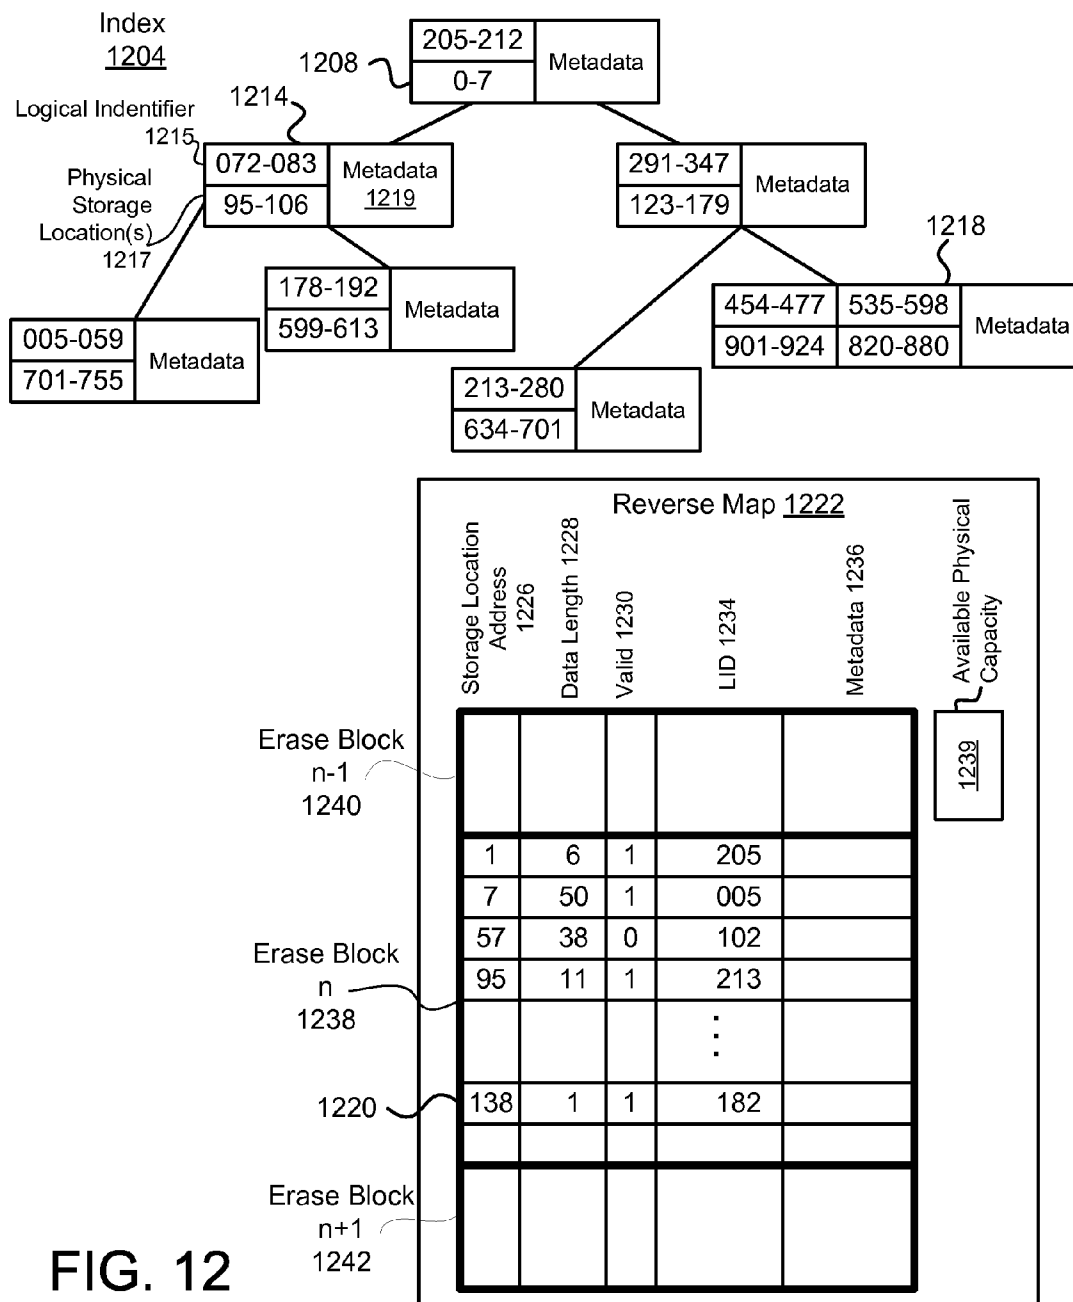 Index
1204
205-212
0-7
Metadata
1208
1214
Logical Indentifier
1215
072-083
95-106
Metadata
1219
Physical
Storage
Location(s)
1217
291-347
123-179
Metadata
1218
178-192
599-613
Metadata
454-477
535-598
901-924
820-880
Metadata
005-059
701-755
Metadata
213-280
634-701
Metadata
Reverse Map 1222
Storage Location
Address
1226
Data Length 1228
Valid 1230
LID 1234
Metadata 1236
Available Physical
Capacity
1239
Erase Block
n-1
1240
1 6 1 205
7 50 1 005
57 38 0 102
95 11 1 213
Erase Block
n
1238
⋮
1220
138 1 1 182
Erase Block
n+1
1242
FIG. 12